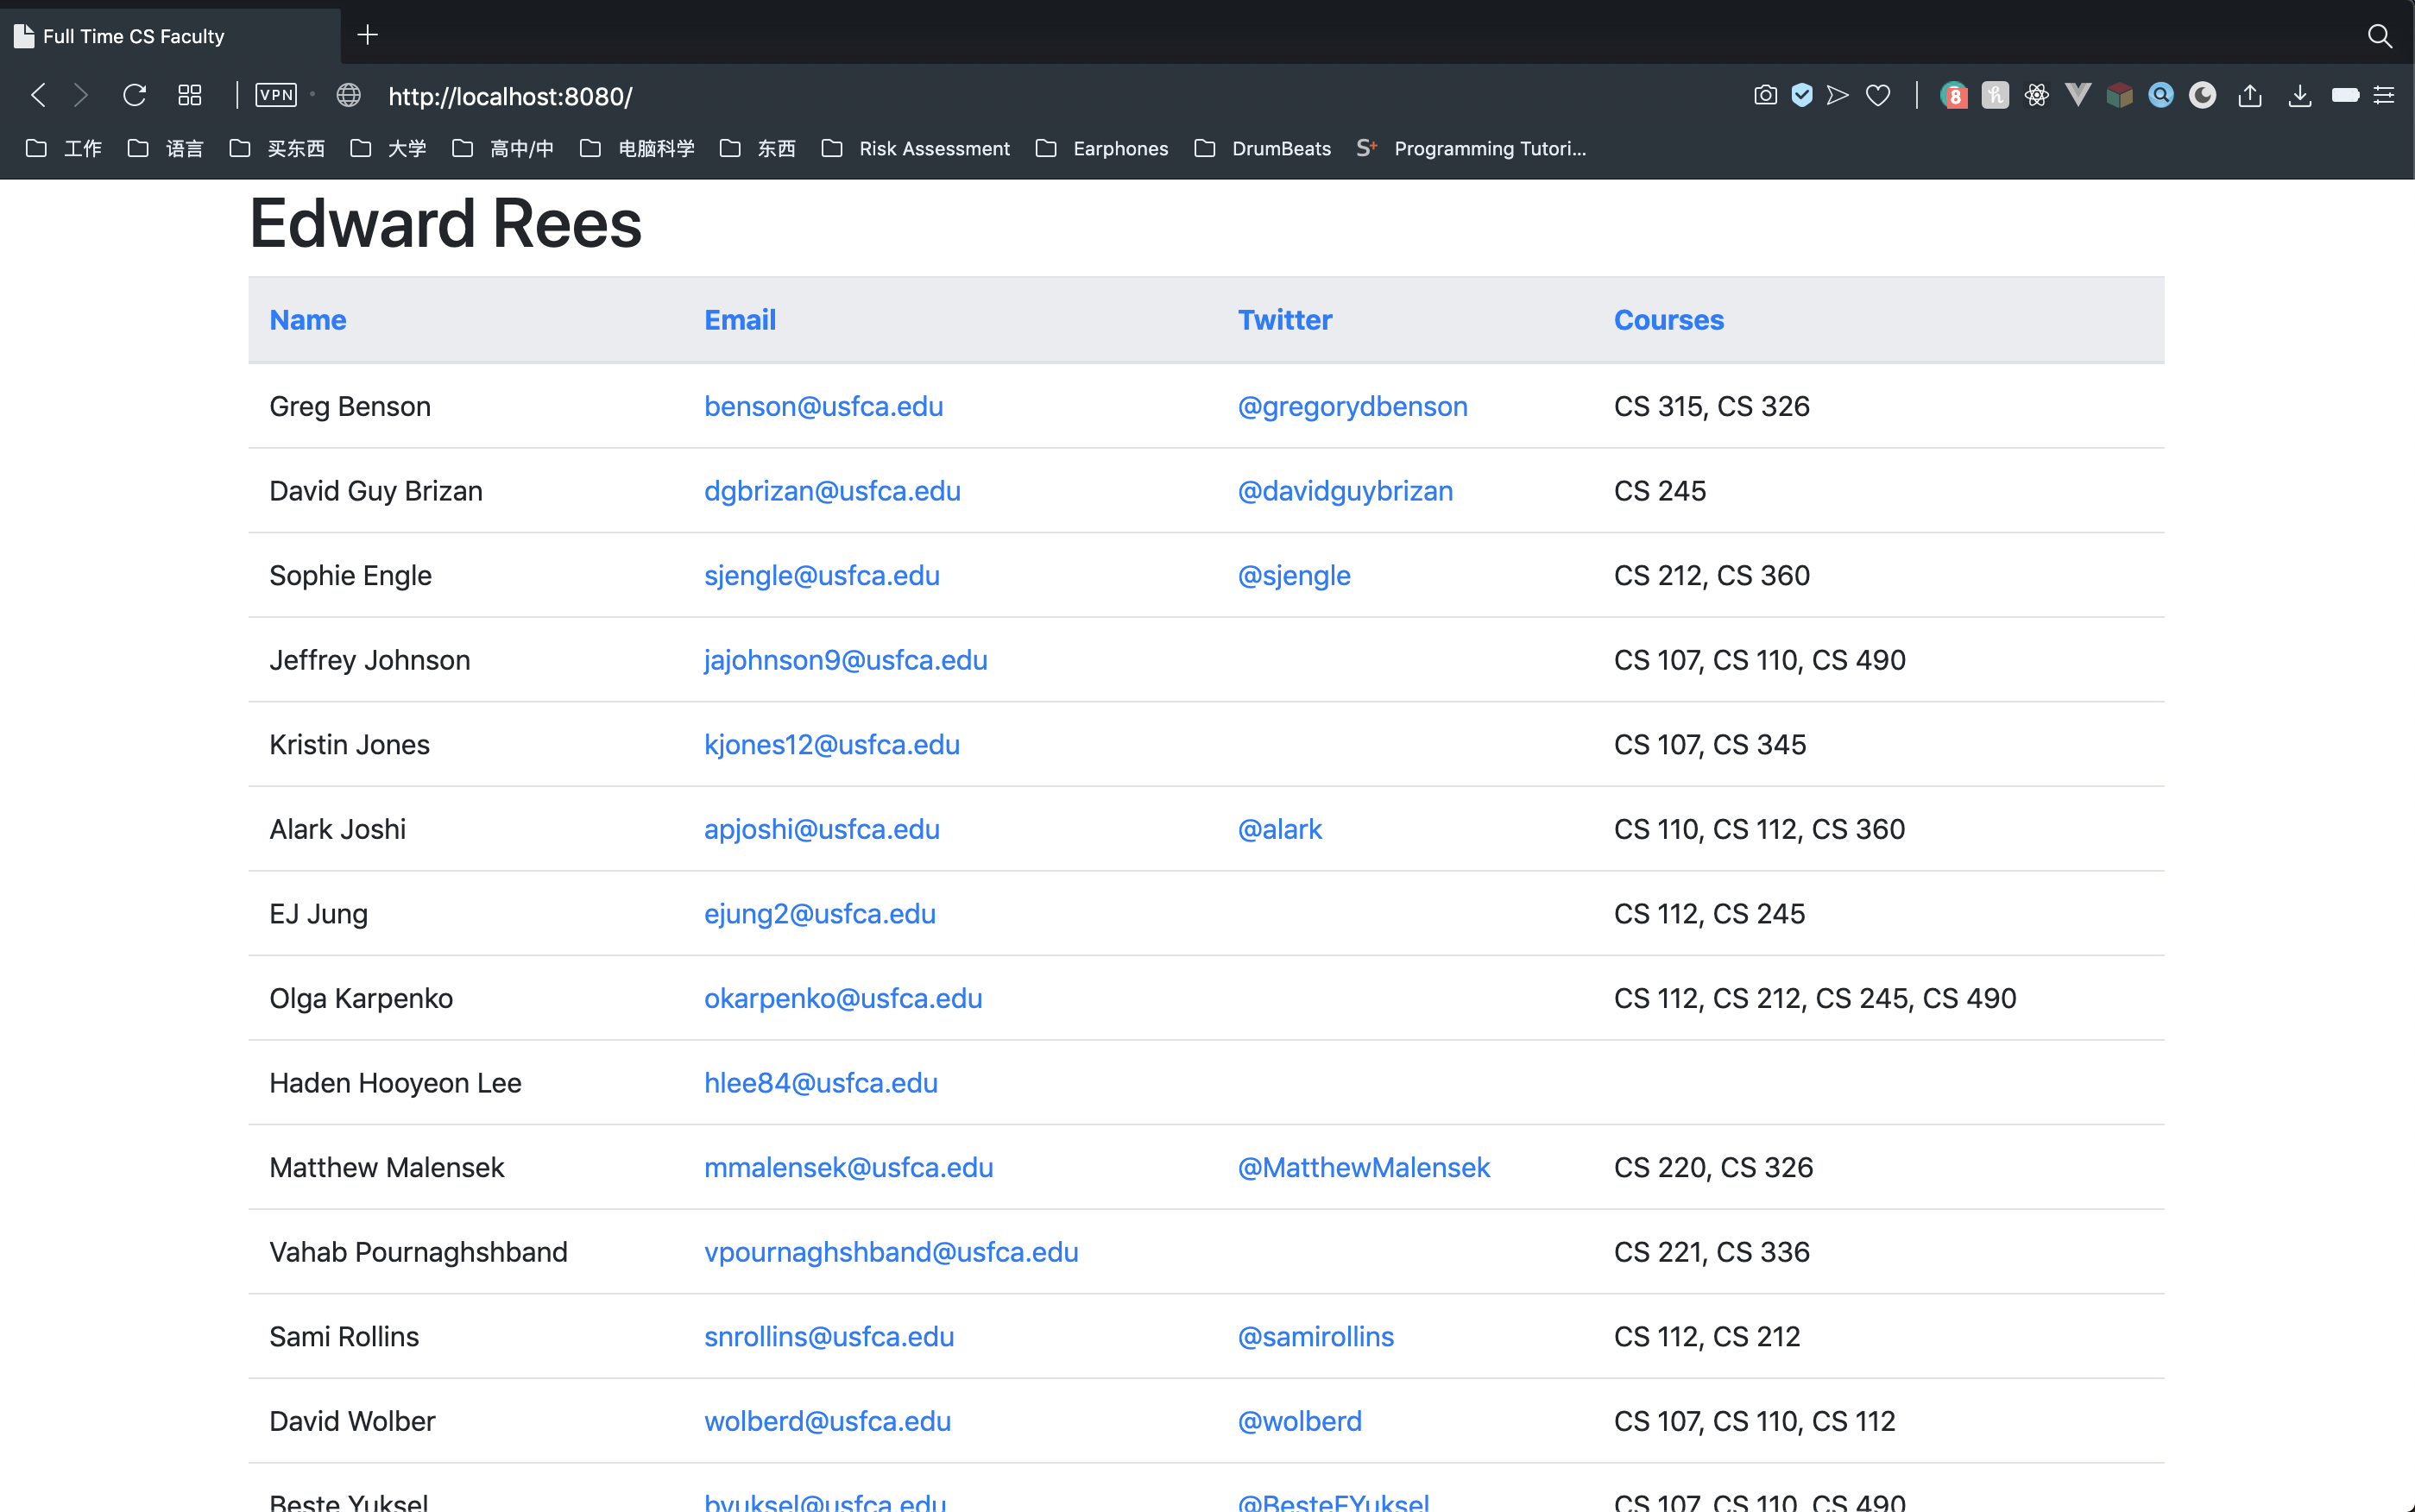 Full Time CS Faculty
VPN http://localhost:8080/ 8
工作 语言 买东西 大学 高中/中 电脑科学 东西 Risk Assessment Earphones DrumBeats S+ Programming Tutori...
Edward Rees
Name Email Twitter Courses
Greg Benson benson@usfca.edu @gregorydbenson CS 315, CS 326
David Guy Brizan dgbrizan@usfca.edu @davidguybrizan CS 245
Sophie Engle sjengle@usfca.edu @sjengle CS 212, CS 360
Jeffrey Johnson jajohnson9@usfca.edu CS 107, CS 110, CS 490
Kristin Jones kjones12@usfca.edu CS 107, CS 345
Alark Joshi apjoshi@usfca.edu @alark CS 110, CS 112, CS 360
EJ Jung ejung2@usfca.edu CS 112, CS 245
Olga Karpenko okarpenko@usfca.edu CS 112, CS 212, CS 245, CS 490
Haden Hooyeon Lee hlee84@usfca.edu
Matthew Malensek mmalensek@usfca.edu @MatthewMalensek CS 220, CS 326
Vahab Pournaghshband vpournaghshband@usfca.edu CS 221, CS 336
Sami Rollins snrollins@usfca.edu @samirollins CS 112, CS 212
David Wolber wolberd@usfca.edu @wolberd CS 107, CS 110, CS 112
Beste Yuksel byuksel@usfca.edu @BesteFYuksel CS 107, CS 110, CS 490